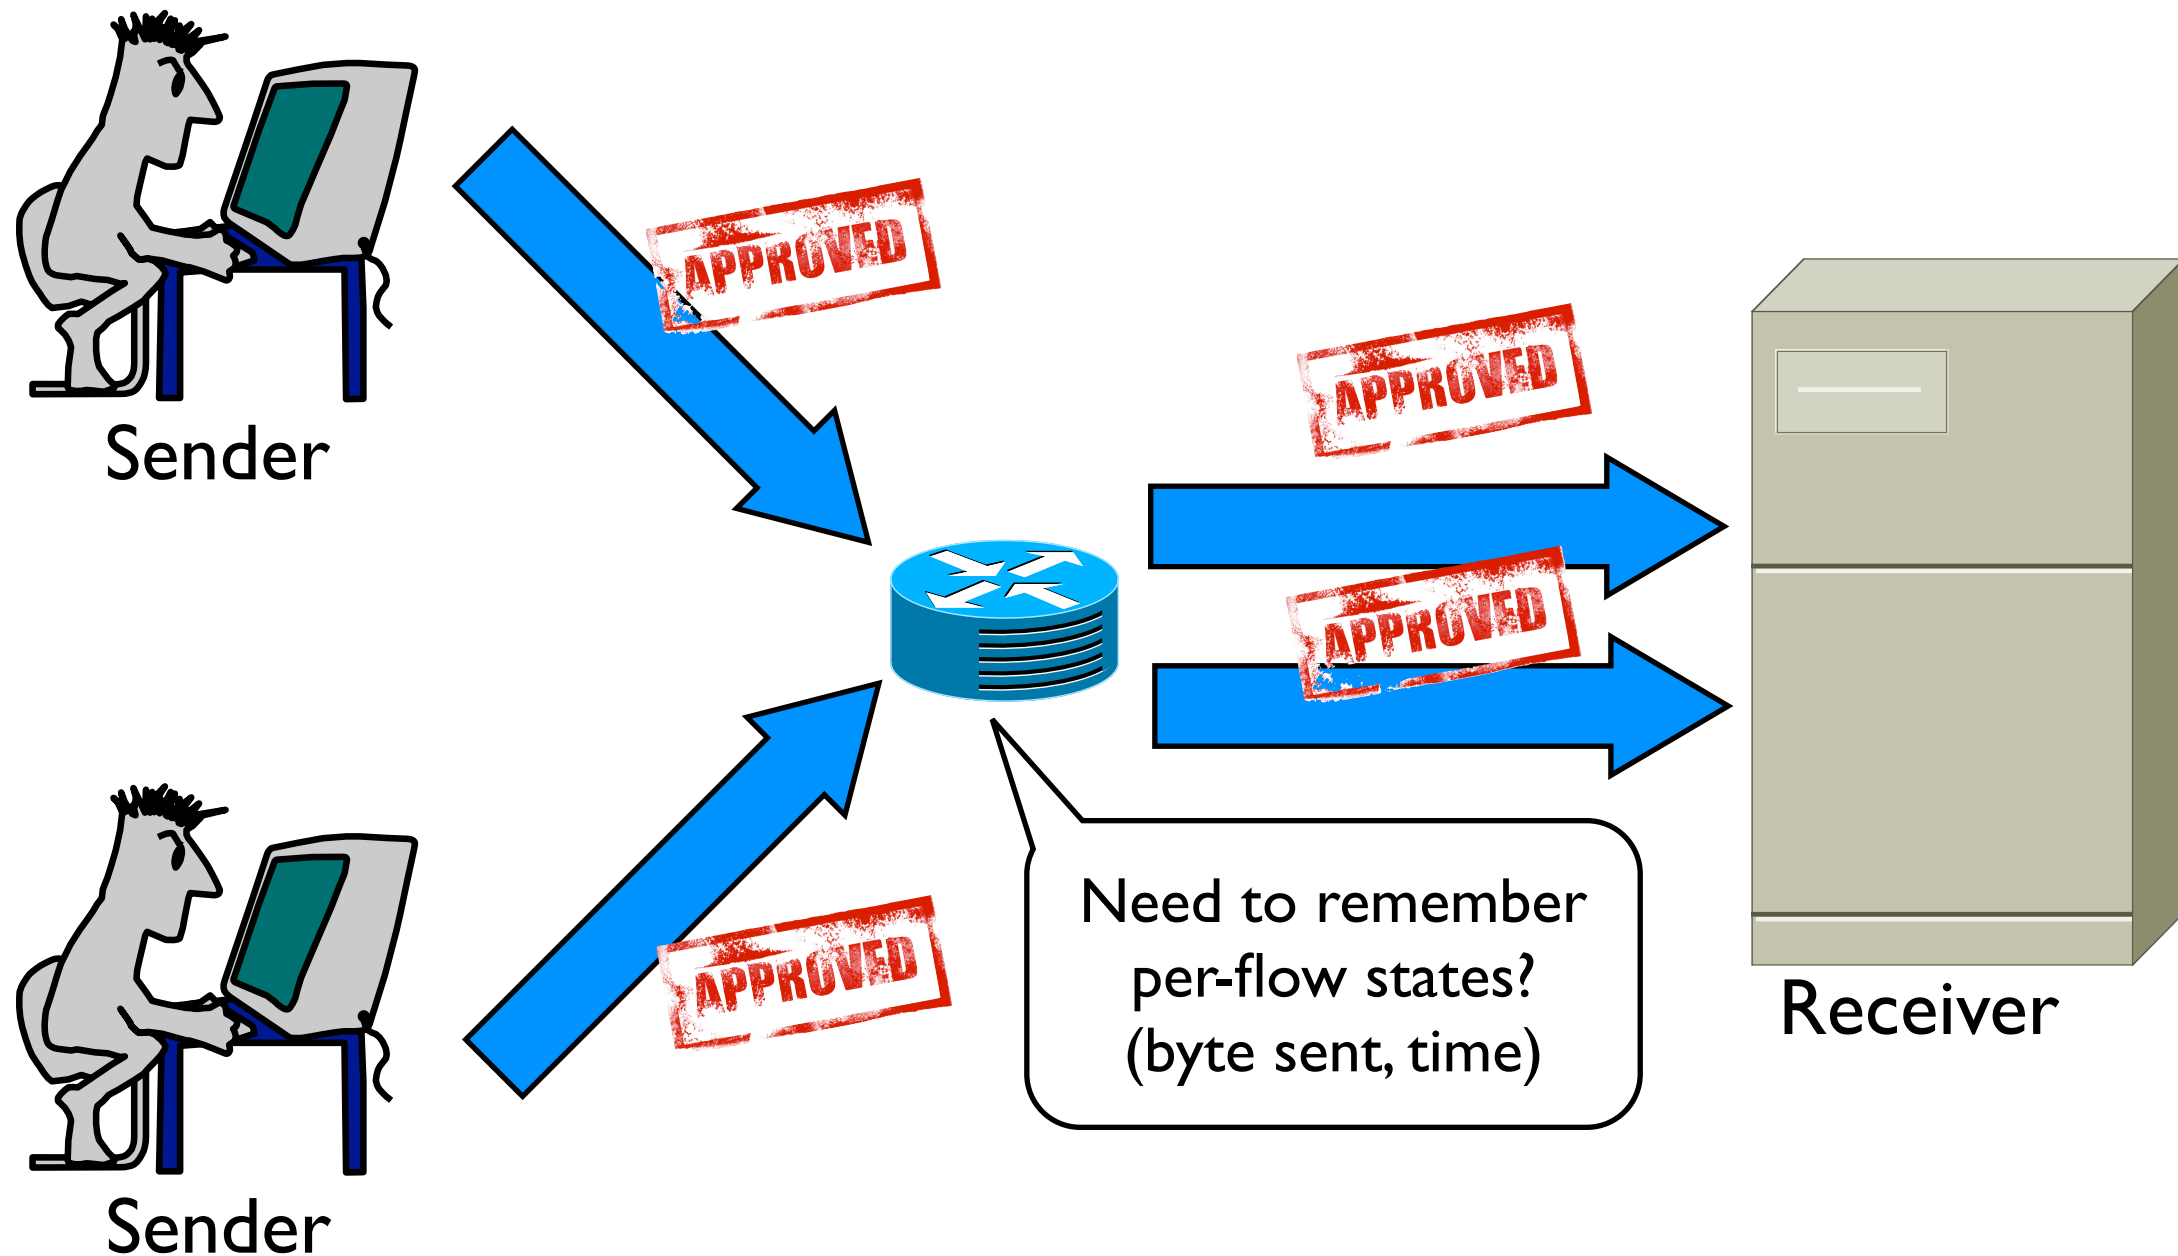 APPROVED
APPROVED
Sender
APPROVED
Need to remember
per-flow states?
(byte sent, time)
APPROVED
Receiver
Sender